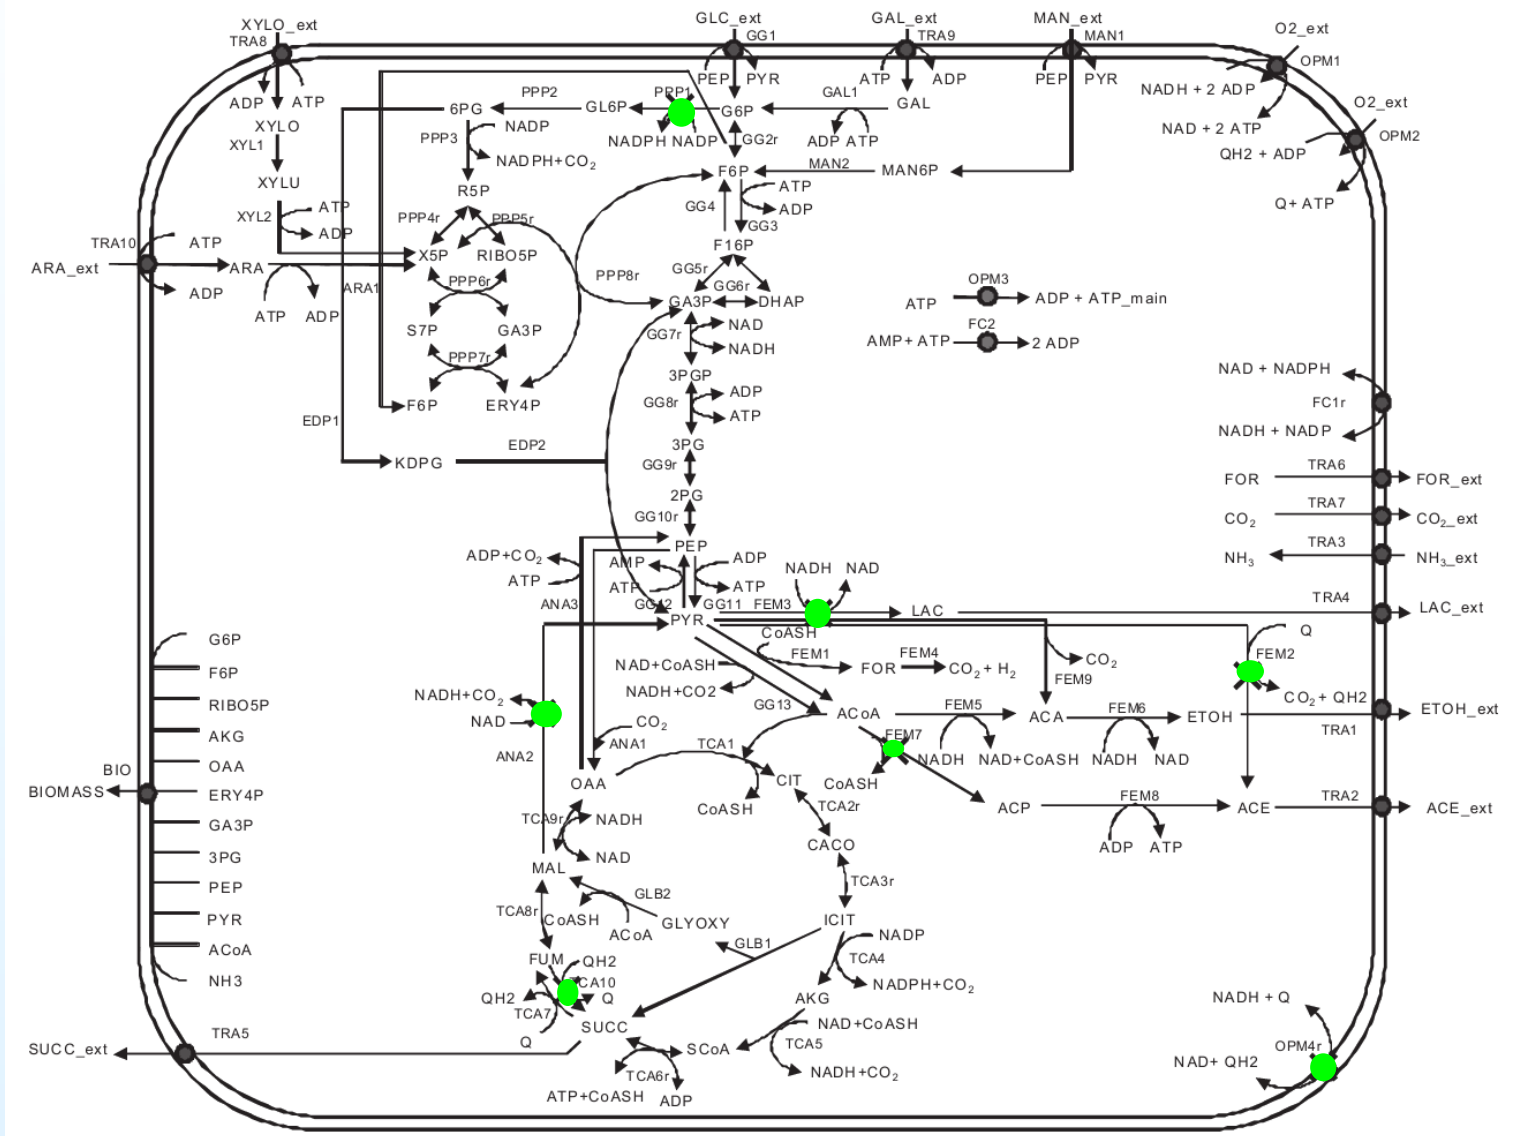 XYLO_ext
GLC_ext
GAL_ext
MAN_ext
O2_ext
TRA8
GG1
TRA9
MAN1
OPM1
PEP
PYR
ATP
ADP
PEP
PYR
NADH + 2 ADP
ADP
ATP
PPP2
PPP1
GAL1
O2_ext
6PG
GL6P
G6P
GAL
NAD + 2 ATP
OPM2
XYLO
NADP
XYL1
PPP3
NADPH
NADP
GG2r
ADP ATP
QH2 + ADP
NADPH+CO2
MAN2
XYLU
F6P
MAN6P
R5P
ATP
Q+ ATP
XYL2
ATP
GG4
ADP
PPP4r
PPP5r
GG3
ADP
TRA10
ATP
F16P
X5P
RIBO5P
ARA_ext
ARA
GG5r
PPP8r
GG6r
PPP6r
OPM3
ADP
ARA1
GA3P
DHAP
ATP
ADP + ATP_main
ATP
ADP
S7P
GA3P
NAD
FC2
GG7r
AMP+ ATP
2 ADP
NADH
PPP7r
3PGP
NAD + NADPH
ADP
GG8r
F6P
ERY4P
ATP
FC1r
EDP1
NADH + NADP
EDP2
3PG
KDPG
GG9r
TRA6
FOR
FOR_ext
2PG
TRA7
GG10r
CO2
CO2_ext
PEP
TRA3
ADP+CO2
AMP
ADP
NH3
NH3_ext
ATP
ATP
ATP
NADH
NAD
ANA3
GG12
GG11
FEM3
LAC
TRA4
LAC_ext
PYR
CoASH
Q
G6P
FEM1
FEM4
FEM2
NAD+CoASH
FOR
CO2 + H2
CO2
F6P
FEM9
NADH+CO2
NADH+CO2
CO2 + QH2
RIBO5P
GG13
NAD
CO2
ACoA
FEM5
ACA
FEM6
ETOH
ETOH_ext
AKG
TCA1
FEM7
TRA1
ANA2
ANA1
NADH
NAD+CoASH
NADH
NAD
OAA
BIO
OAA
CIT
CoASH
BIOMASS
ERY4P
CoASH
TCA2r
ACP
FEM8
ACE
TRA2
ACE_ext
GA3P
TCA9r
NADH
CACO
ADP
ATP
3PG
NAD
MAL
TCA3r
PEP
GLB2
TCA8r
PYR
CoASH
GLYOXY
ICIT
ACoA
NADP
ACoA
GLB1
FUM
QH2
TCA4
NH3
TCA10
NADPH+CO2
QH2
Q
AKG
NADH + Q
TCA7
SUCC
NAD+CoASH
TRA5
Q
TCA5
OPM4r
SUCC_ext
SCoA
NAD+ QH2
TCA6r
NADH+CO2
ATP+CoASH
ADP